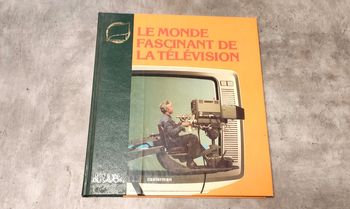 LE MONDE
FASCINANT DE
LA TÉLÉVISION
casterman